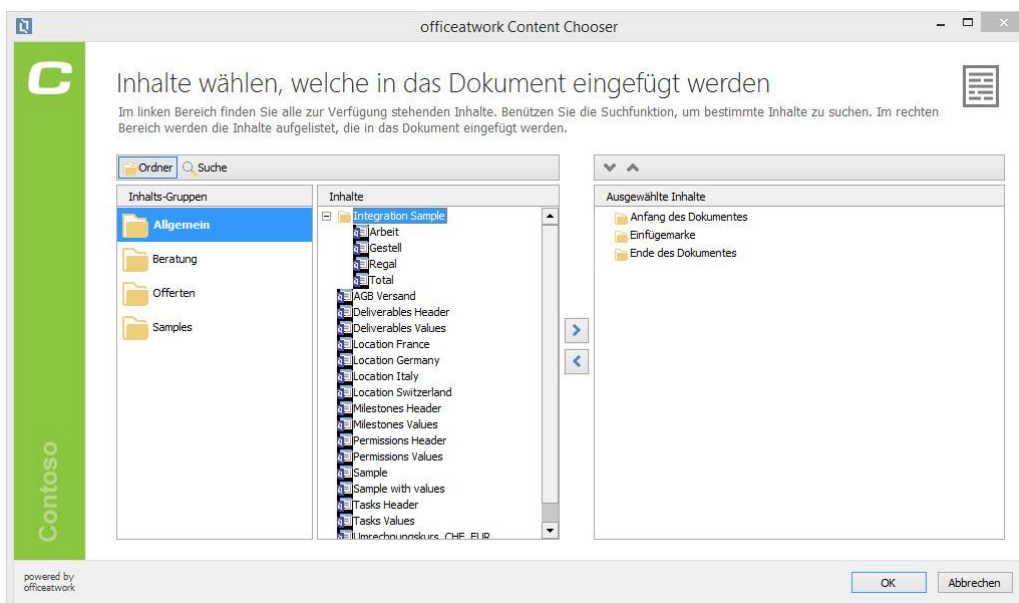 officeatwork Content Chooser
C
Inhalte wählen, welche in das Dokument eingefügt werden
Im linken Bereich finden Sie alle zur Verfügung stehenden Inhalte. Benützen Sie die Suchfunktion, um bestimmte Inhalte zu suchen. Im rechten
Bereich werden die Inhalte aufgelistet, die in das Dokument eingefügt werden.
Ordner Suche
Inhalts-Gruppen
Allgemein
Beratung
Offerten
Samples
Inhalte
Integration Sample
Arbeit
Gestell
Regal
Total
AGB Versand
Deliverables Header
Deliverables Values
Location France
Location Germany
Location Italy
Location Switzerland
Milestones Header
Milestones Values
Permissions Header
Permissions Values
Sample
Sample with values
Tasks Header
Tasks Values
Umrechnungskurs_CHF_EUR
Ausgewählte Inhalte
Anfang des Dokumentes
Einfügemarke
Ende des Dokumentes
Contoso
powered by
officeatwork
OK
Abbrechen